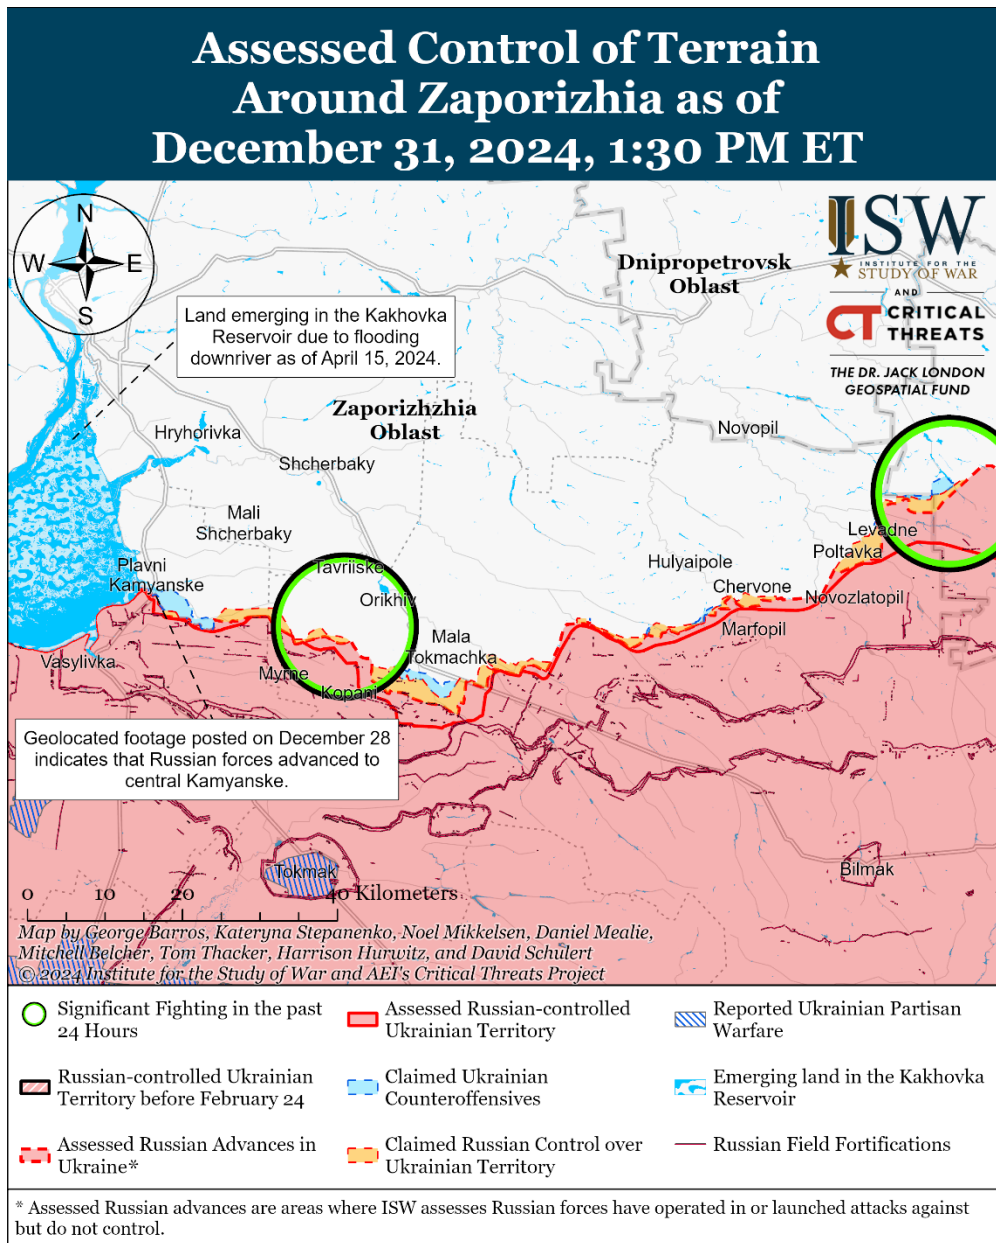 Assessed Control of Terrain
Around Zaporizhia as of
December 31, 2024, 1:30 PM ET
N
W
E
S
ISW
INSTITUTE FOR THE
STUDY OF WAR
AND
CT CRITICAL
THREATS
THE DR. JACK LONDON
GEOSPATIAL FUND
Dnipropetrovsk
Oblast
Land emerging in the Kakhovka
Reservoir due to flooding
downriver as of April 15, 2024.
Zaporizhzhia
Oblast
Hryhorivka
Novopil
Shcherbaky
Mali
Shcherbaky
Levadne
Poltavka
Plavni
Kamyanske
Tavriiske
Hulyaipole
Chervone
Orikhiv
Novozlatopil
Mala
Tokmachka
Marfopil
Vasylivka
Myrne
Kopani
Geolocated footage posted on December 28
indicates that Russian forces advanced to
central Kamyanske.
Tokmak
Bilmak
0 10 20 40 Kilometers
Map by George Barros, Kateryna Stepanenko, Noel Mikkelsen, Daniel Mealie,
Mitchell Belcher, Tom Thacker, Harrison Hurwitz, and David Schulert
© 2024 Institute for the Study of War and AEI's Critical Threats Project
Significant Fighting in the past
24 Hours
Russian-controlled Ukrainian
Territory before February 24
Assessed Russian Advances in
Ukraine*
Assessed Russian-controlled
Ukrainian Territory
Claimed Ukrainian
Counteroffensives
Claimed Russian Control over
Ukrainian Territory
Reported Ukrainian Partisan
Warfare
Emerging land in the Kakhovka
Reservoir
Russian Field Fortifications
* Assessed Russian advances are areas where ISW assesses Russian forces have operated in or launched attacks against
but do not control.